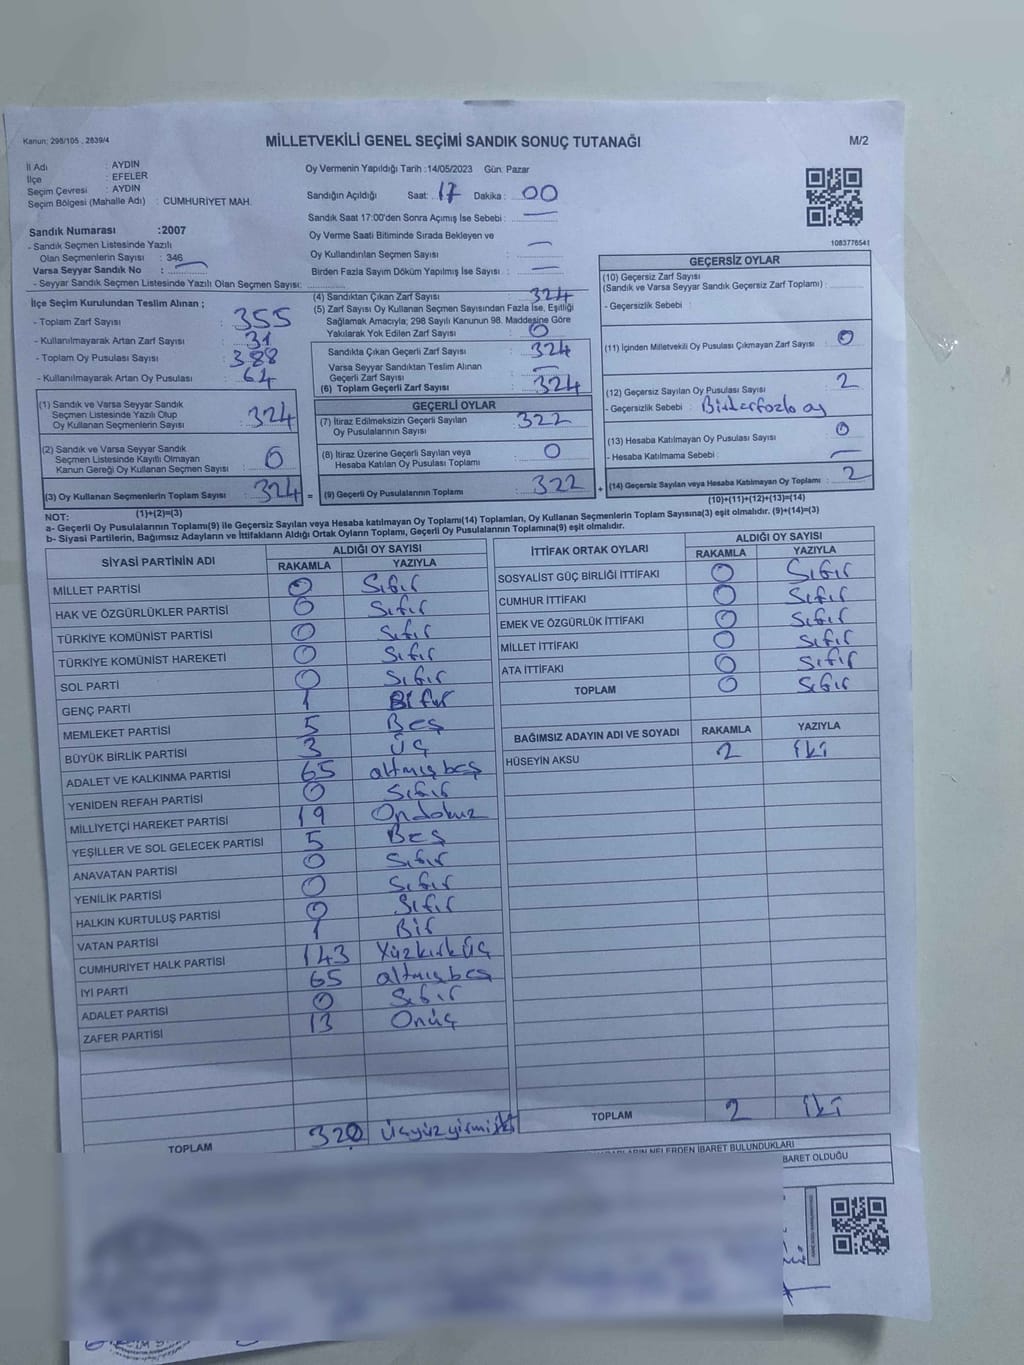 Kanun: 298/105 , 2839/4
MİLLETVEKİLİ GENEL SEÇİMİ SANDIK SONUÇ TUTANAĞI
M/2
İl Adı : AYDIN
İlçe : EFELER
Seçim Çevresi : AYDIN
Seçim Bölgesi (Mahalle Adı) : CUMHURİYET MAH.
Sandık Numarası :2007
- Sandık Seçmen Listesinde Yazılı
Olan Seçmenlerin Sayısı : 346
Varsa Seyyar Sandık No :
- Seyyar Sandık Seçmen Listesinde Yazılı Olan Seçmen Sayısı:
Oy Vermenin Yapıldığı Tarih :14/05/2023 Gün: Pazar
Sandığın Açıldığı Saat: 17 Dakika : 00
Sandık Saat 17:00'den Sonra Açımış İse Sebebi : —
Oy Verme Saati Bitiminde Sırada Bekleyen ve
Oy Kullandırılan Seçmen Sayısı : —
Birden Fazla Sayım Döküm Yapılmış İse Sayısı : —
1083776541
İlçe Seçim Kurulundan Teslim Alınan ;
- Toplam Zarf Sayısı : 355
- Kullanılmayarak Artan Zarf Sayısı : 31
- Toplam Oy Pusulası Sayısı : 388
- Kullanılmayarak Artan Oy Pusulası : 64
(1) Sandık ve Varsa Seyyar Sandık
Seçmen Listesinde Yazılı Olup
Oy Kullanan Seçmenlerin Sayısı : 324
(2) Sandık ve Varsa Seyyar Sandık
Seçmen Listesinde Kayıtlı Olmayan
Kanun Gereği Oy Kullanan Seçmen Sayısı : 0
(3) Oy Kullanan Seçmenlerin Toplam Sayısı : 324 =
(1)+(2)=(3)
(4) Sandıktan Çıkan Zarf Sayısı : 324
(5) Zarf Sayısı Oy Kullanan Seçmen Sayısından Fazla İse, Eşitliği
Sağlamak Amacıyla; 298 Sayılı Kanunun 98. Maddesine Göre
Yakılarak Yok Edilen Zarf Sayısı : 0
Sandıkta Çıkan Geçerli Zarf Sayısı : 324
Varsa Seyyar Sandıktan Teslim Alınan
Geçerli Zarf Sayısı : —
(6) Toplam Geçerli Zarf Sayısı : 324
GEÇERLİ OYLAR
(7) İtiraz Edilmeksizin Geçerli Sayılan
Oy Pusulalarının Sayısı : 322
(8) İtiraz Üzerine Geçerli Sayılan veya
Hesaba Katılan Oy Pusulası Toplamı : 0
(9) Geçerli Oy Pusulalarının Toplamı : 322 +
GEÇERSİZ OYLAR
(10) Geçersiz Zarf Sayısı
(Sandık ve Varsa Seyyar Sandık Geçersiz Zarf Toplamı) :
- Geçersizlik Sebebi :
(11) İçinden Milletvekili Oy Pusulası Çıkmayan Zarf Sayısı : 0
(12) Geçersiz Sayılan Oy Pusulası Sayısı : 2
- Geçersizlik Sebebi : Birden fazla oy
(13) Hesaba Katılmayan Oy Pusulası Sayısı : 0
- Hesaba Katılmama Sebebi : —
(14) Geçersiz Sayılan veya Hesaba Katılmayan Oy Toplamı : 2
(10)+(11)+(12)+(13)=(14)
NOT:
a- Geçerli Oy Pusulalarının Toplamı(9) ile Geçersiz Sayılan veya Hesaba katılmayan Oy Toplamı(14) Toplamları, Oy Kullanan Seçmenlerin Toplam Sayısına(3) eşit olmalıdır. (9)+(14)=(3)
b- Siyasi Partilerin, Bağımsız Adayların ve İttifakların Aldığı Ortak Oyların Toplamı, Geçerli Oy Pusulalarının Toplamına(9) eşit olmalıdır.
SİYASİ PARTİNİN ADI
ALDIĞI OY SAYISI
RAKAMLA YAZIYLA
MİLLET PARTİSİ 0 Sıfır
HAK VE ÖZGÜRLÜKLER PARTİSİ 0 Sıfır
TÜRKİYE KOMÜNİST PARTİSİ 0 Sıfır
TÜRKİYE KOMÜNİST HAREKETİ 0 Sıfır
SOL PARTİ 0 Sıfır
GENÇ PARTİ 1 Bir
MEMLEKET PARTİSİ 5 Beş
BÜYÜK BİRLİK PARTİSİ 3 Üç
ADALET VE KALKINMA PARTİSİ 65 altmışbeş
YENİDEN REFAH PARTİSİ 0 Sıfır
MİLLİYETÇİ HAREKET PARTİSİ 19 Ondokuz
YEŞİLLER VE SOL GELECEK PARTİSİ 5 Beş
ANAVATAN PARTİSİ 0 Sıfır
YENİLİK PARTİSİ 0 Sıfır
HALKIN KURTULUŞ PARTİSİ 0 Sıfır
VATAN PARTİSİ 1 Bir
CUMHURİYET HALK PARTİSİ 143 Yüzkırküç
IYI PARTİ 65 altmışbeş
ADALET PARTİSİ 0 Sıfır
ZAFER PARTİSİ 13 Onüç
TOPLAM 320
İTTİFAK ORTAK OYLARI
ALDIĞI OY SAYISI
RAKAMLA YAZIYLA
SOSYALİST GÜÇ BİRLİĞİ İTTİFAKI 0 Sıfır
CUMHUR İTTİFAKI 0 Sıfır
EMEK VE ÖZGÜRLÜK İTTİFAKI 0 Sıfır
MİLLET İTTİFAKI 0 Sıfır
ATA İTTİFAKI 0 Sıfır
TOPLAM 0 Sıfır
BAĞIMSIZ ADAYIN ADI VE SOYADI RAKAMLA YAZIYLA
HÜSEYİN AKSU 2 iki
TOPLAM 2 iki
NELERDEN İBARET BULUNDUKLARI
BARET OLDUĞU